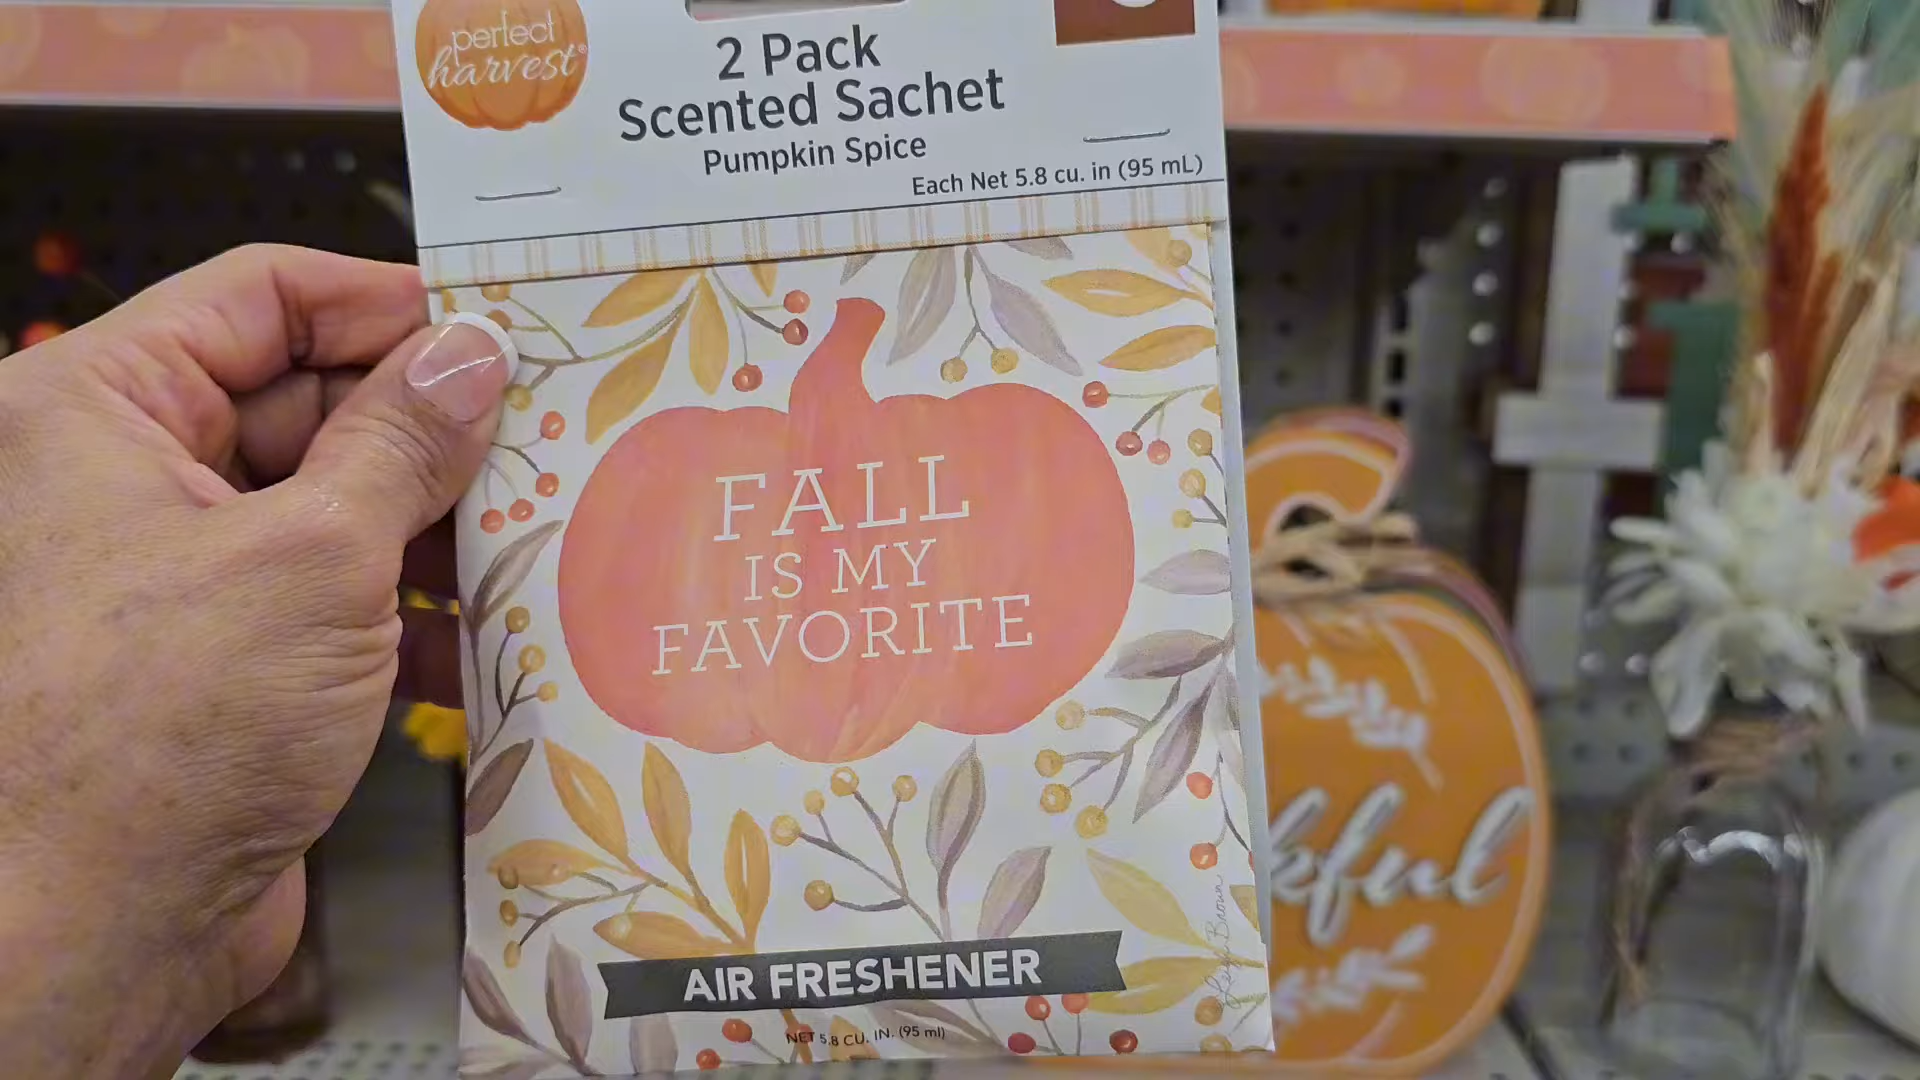 perfect
harvest®
2 Pack
Scented Sachet
Pumpkin Spice
Each Net 5.8 cu. in (95 mL)
FALL
IS MY
FAVORITE
AIR FRESHENER
NET 5.8 CU. IN. (95 ml)
kful